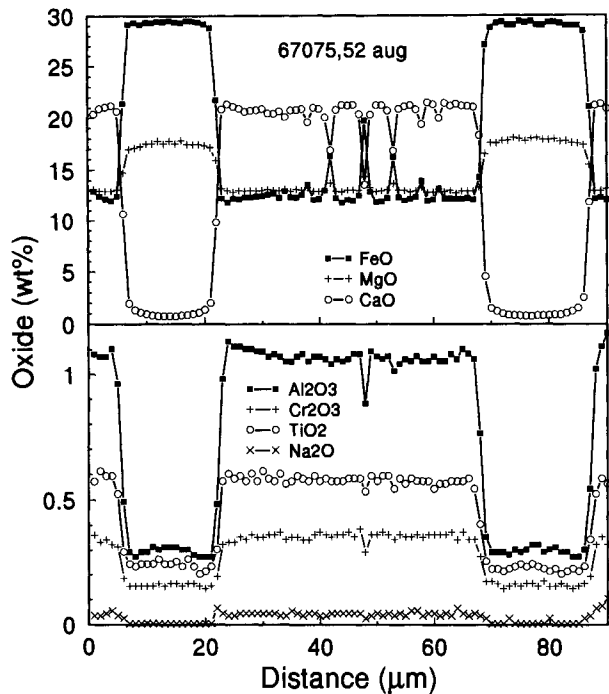 67075,52 aug
30
25
20
15
10
5
0
FeO
MgO
CaO
Oxide (wt%)
1
0.5
0
Al2O3
Cr2O3
TiO2
Na2O
0 20 40 60 80
Distance (μm)